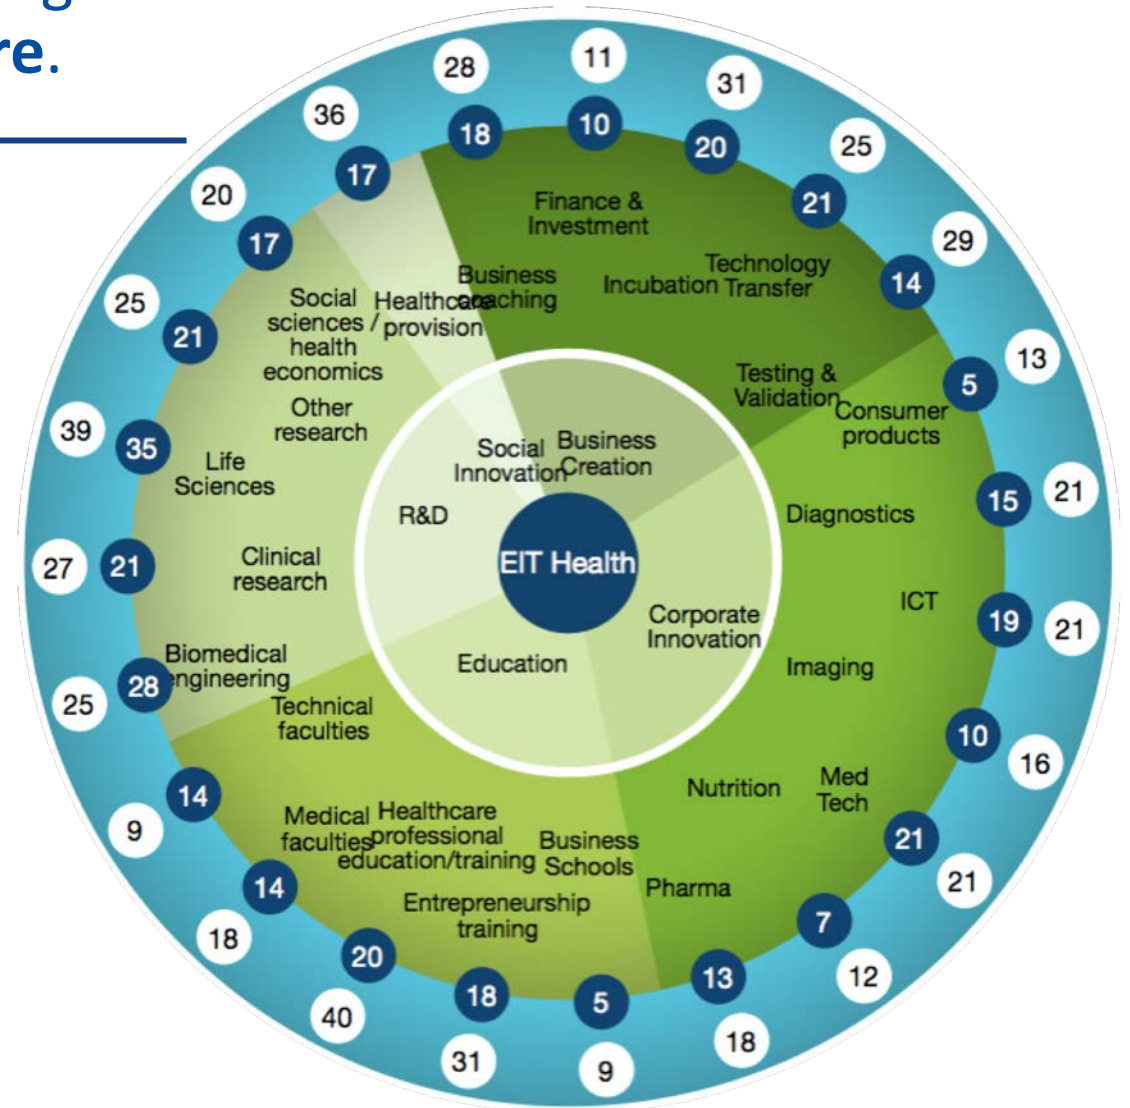 re.
28
11
31
36
25
18
10
20
17
21
20
29
17
14
25
21
13
5
39
35
21
15
27
21
19
21
25
28
10
16
14
21
9
21
14
7
18
20
13
12
40
18
5
18
31
9
Finance &
Investment
Business
coaching
Incubation
Technology
Transfer
Testing &
Validation
Healthcare
provision
Social
sciences /
health
economics
Other
research
Life
Sciences
Clinical
research
Biomedical
engineering
Consumer
products
Diagnostics
ICT
Imaging
Med
Tech
Nutrition
Pharma
Technical
faculties
Medical
faculties
Healthcare
professional
education/training
Business
Schools
Entrepreneurship
training
Social
Innovation
Business
Creation
R&D
Corporate
Innovation
Education
EIT Health